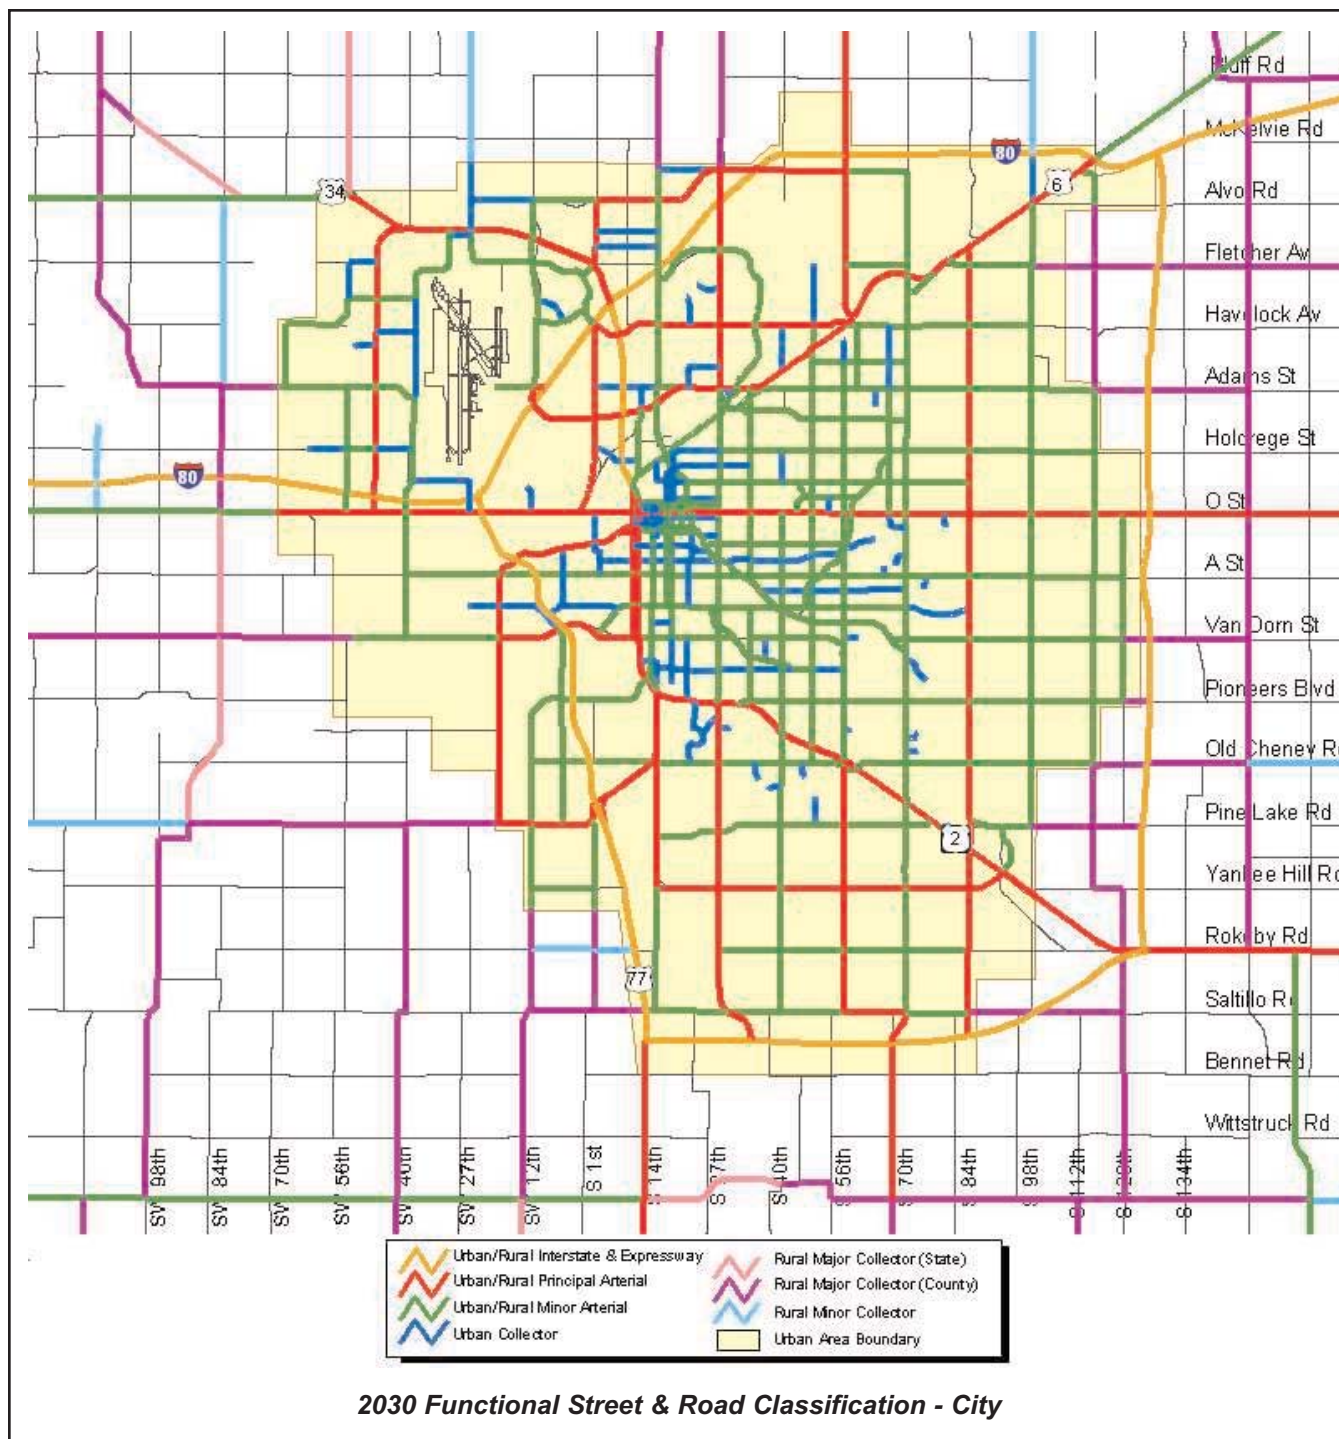 Bluff Rd
McKelvie Rd
80
6
34
Alvo Rd
Fletcher Av
Havelock Av
Adams St
Holdrege St
80
O St
A St
Van Dorn St
Pioneers Blvd
Old Cheney Rd
Pine Lake Rd
2
Yankee Hill Rd
Rokeby Rd
77
Saltillo Rd
Bennet Rd
Wittstruck Rd
SW 98th
SW 84th
SW 70th
SW 56th
SW 40th
SW 27th
SW 12th
S 1st
S 14th
S 27th
S 40th
S 56th
S 70th
S 84th
S 98th
S 112th
S 120th
S 134th
Urban/Rural Interstate & Expressway
Urban/Rural Principal Arterial
Urban/Rural Minor Arterial
Urban Collector
Rural Major Collector (State)
Rural Major Collector (County)
Rural Minor Collector
Urban Area Boundary
2030 Functional Street & Road Classification - City